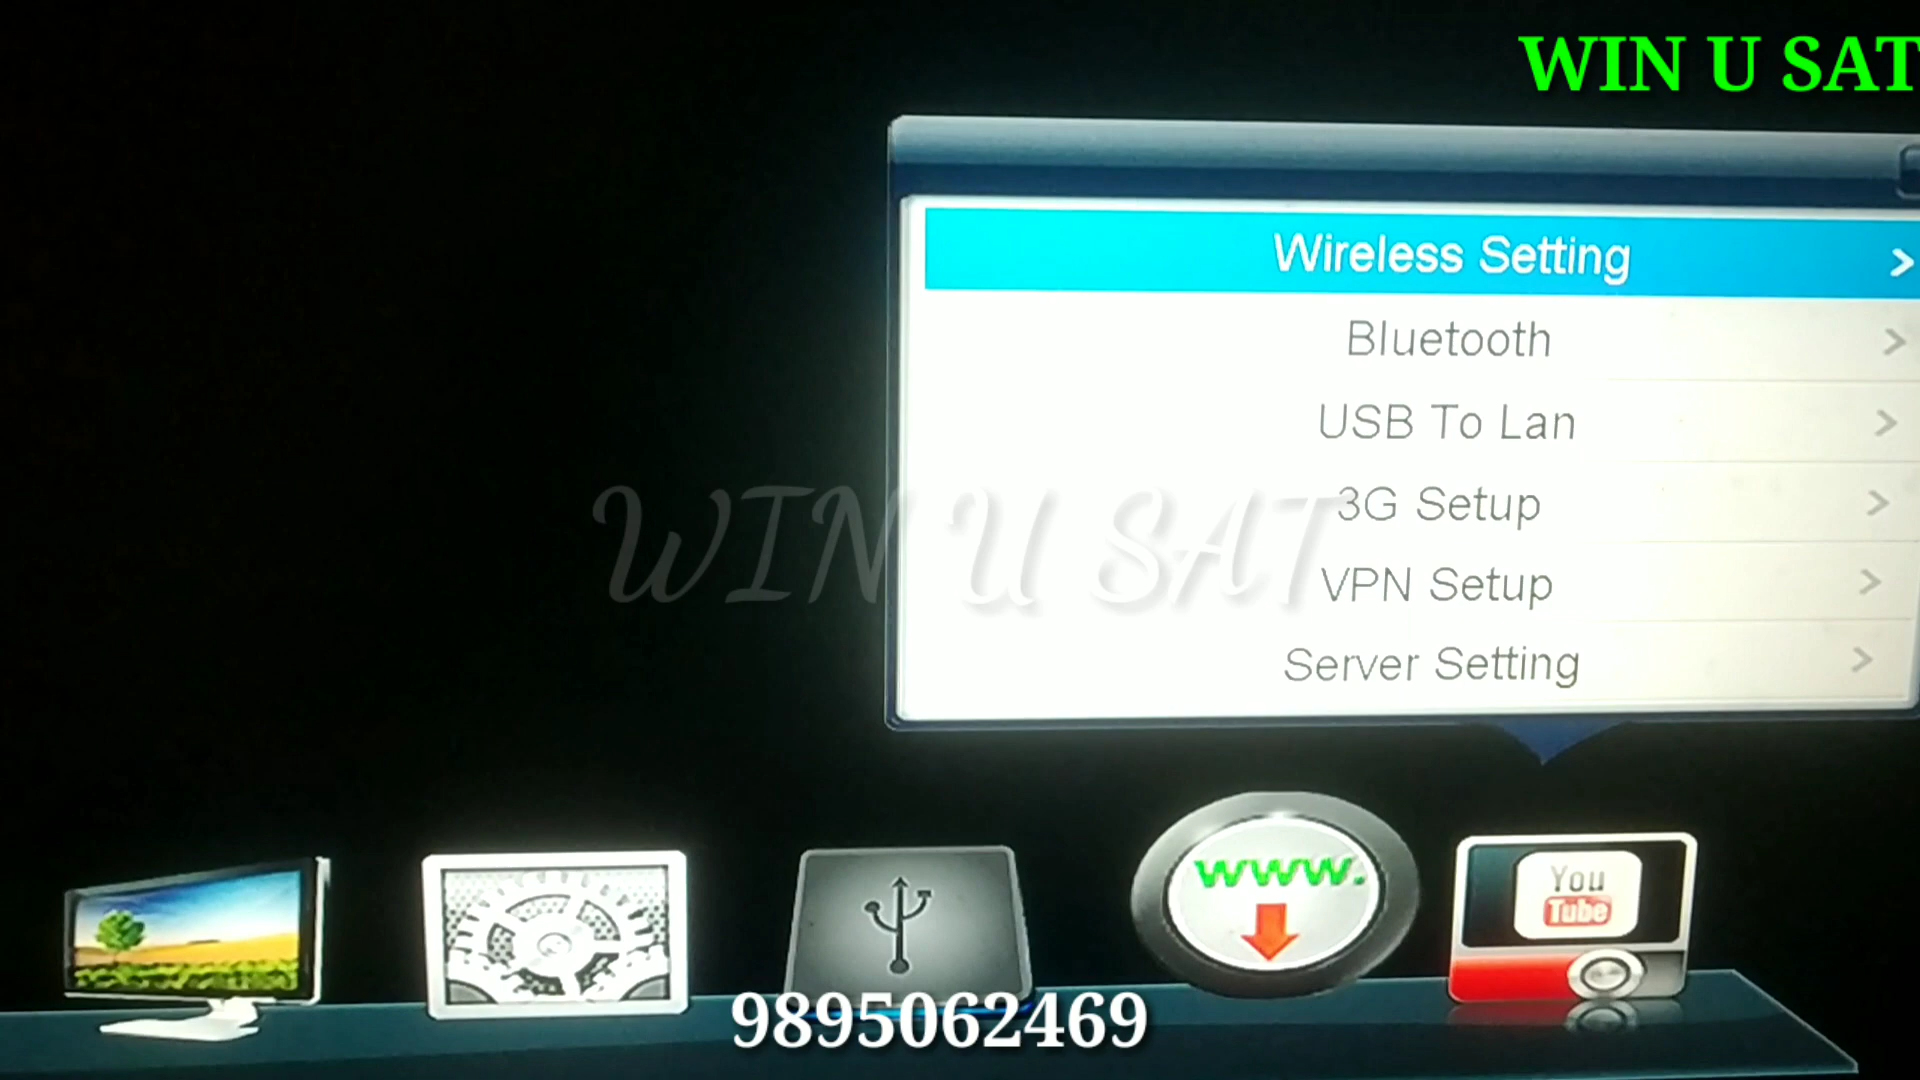 WIN U SAT
Wireless Setting
Bluetooth
USB To Lan
3G Setup
WIN U SAT
VPN Setup
Server Setting
www.
You
Tube
9895062469